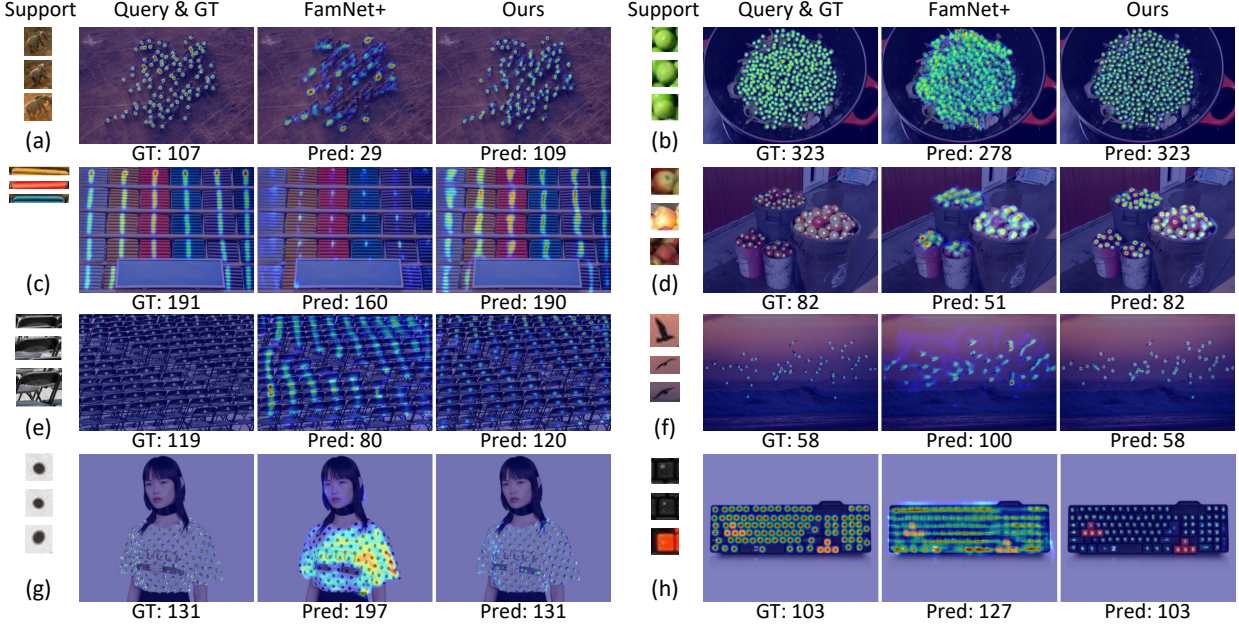 Support Query & GT FamNet+ Ours Support Query & GT FamNet+ Ours
(a) (b)
GT: 107 Pred: 29 Pred: 109 GT: 323 Pred: 278 Pred: 323
(c) (d)
GT: 191 Pred: 160 Pred: 190 GT: 82 Pred: 51 Pred: 82
(e) (f)
GT: 119 Pred: 80 Pred: 120 GT: 58 Pred: 100 Pred: 58
(g) (h)
GT: 131 Pred: 197 Pred: 131 GT: 103 Pred: 127 Pred: 103